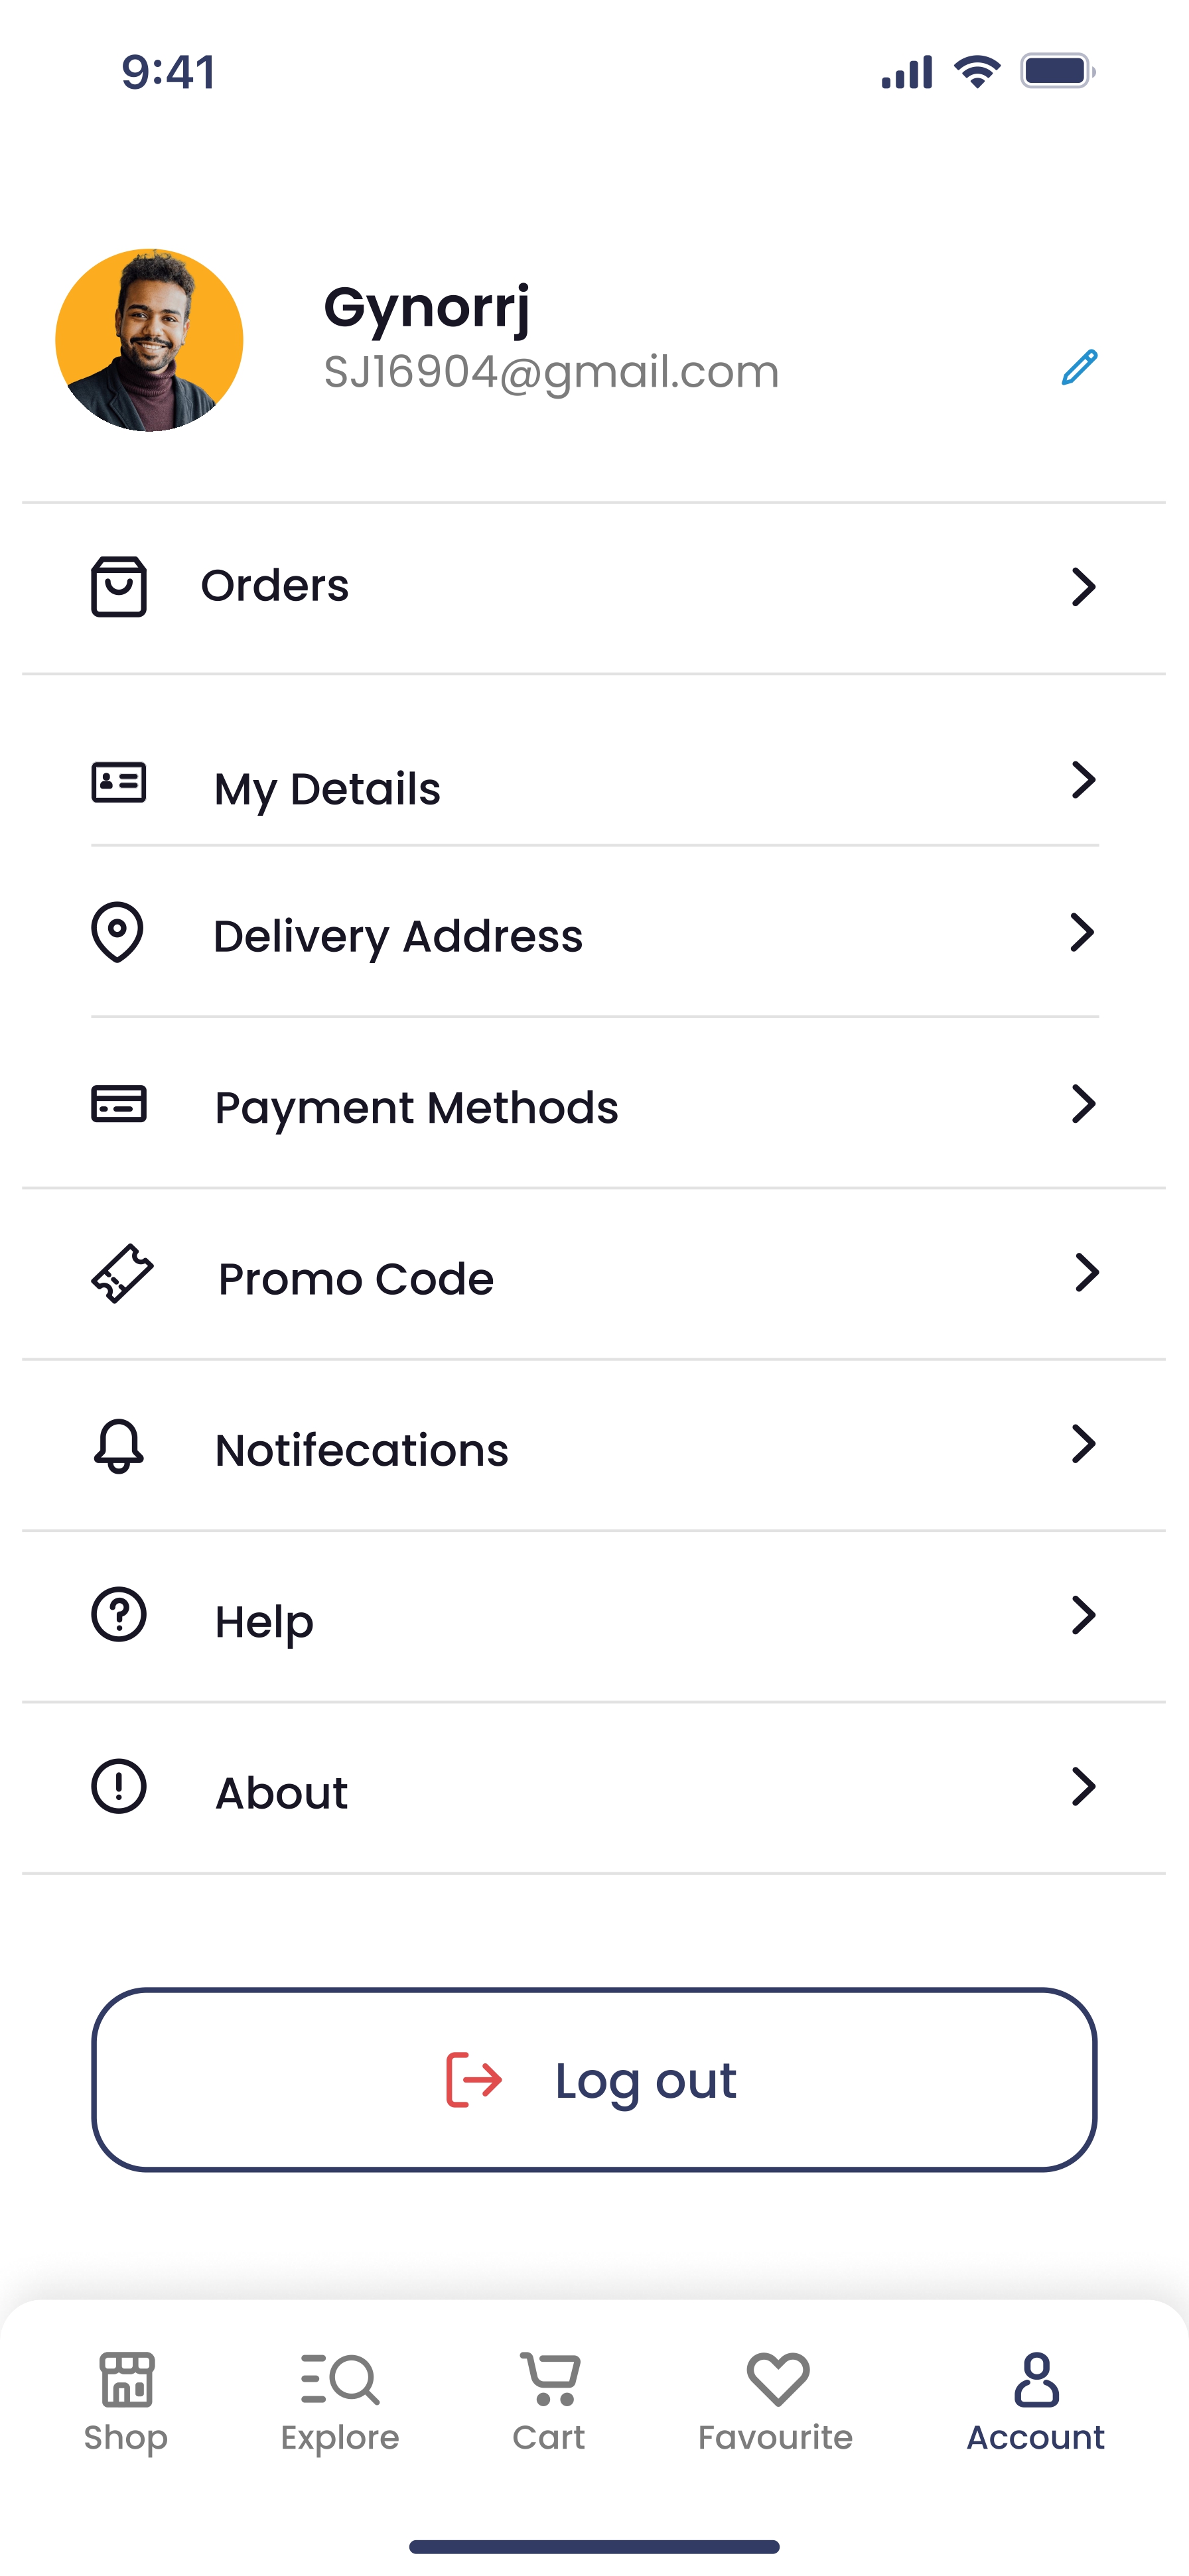 9:41
Gynorrj
SJ16904@gmail.com
Orders
My Details
Delivery Address
Payment Methods
Promo Code
Notifecations
Help
About
Log out
Shop
Explore
Cart
Favourite
Account